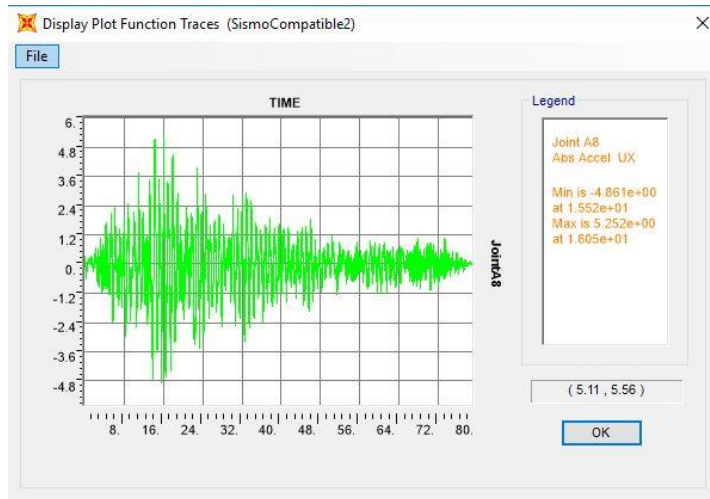 Display Plot Function Traces (SismoCompatible2)
File
TIME
6.
4.8
3.6
2.4
1.2
0.
-1.2
-2.4
-3.6
-4.8
8. 16. 24. 32. 40. 48. 56. 64. 72. 80.
JointA8
Legend
Joint A8
Abs Accel UX
Min is -4.861e+00
at 1.552e+01
Max is 5.252e+00
at 1.605e+01
( 5.11 , 5.56 )
OK